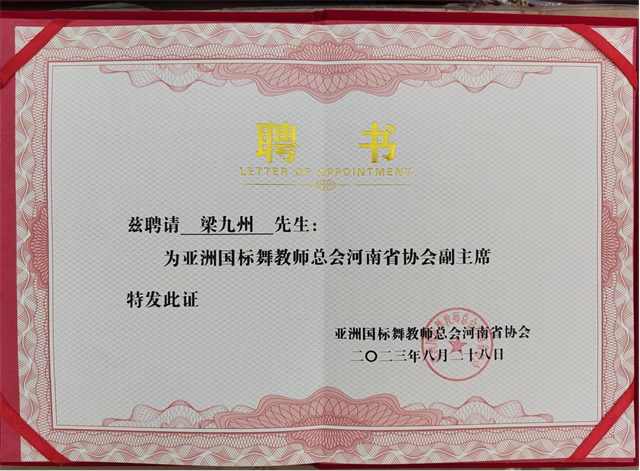 聘 书
LETTER OF APPOINTMENT
兹聘请 梁九州 先生：
为亚洲国标舞教师总会河南省协会副主席
特发此证
亚洲国标舞教师总会河南省协会
二〇二三年八月二十八日